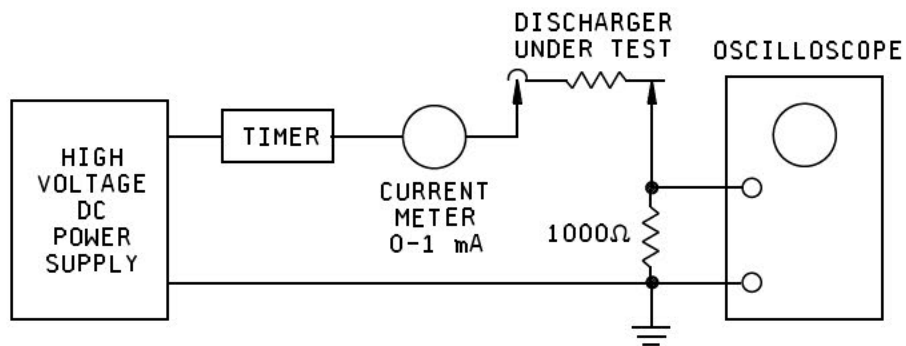 DISCHARGER
UNDER TEST
OSCILLOSCOPE
HIGH
VOLTAGE
DC
POWER
SUPPLY
TIMER
CURRENT
METER
0-1 mA
1000Ω